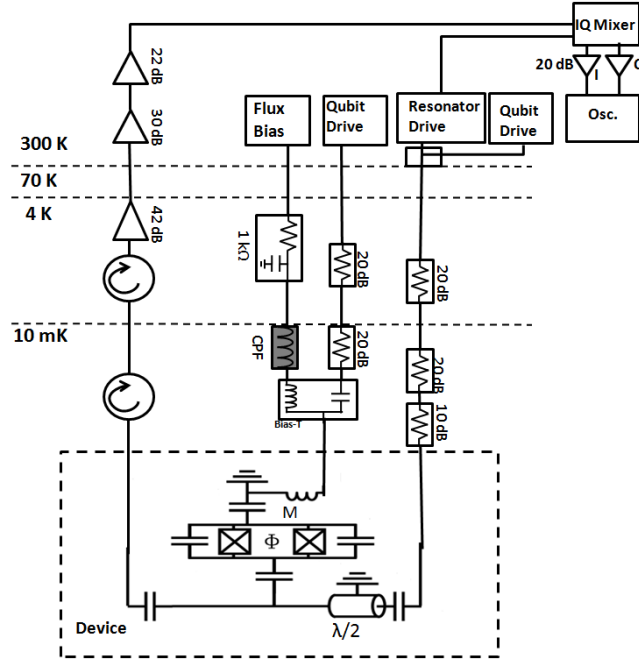 IQ Mixer
20 dB
I
Q
Osc.
22 dB
30 dB
Flux
Bias
Qubit
Drive
Resonator
Drive
Qubit
Drive
300 K
70 K
4 K
42 dB
1 kΩ
20 dB
20 dB
10 mK
CPF
20 dB
20 dB
10 dB
Bias-T
M
Φ
Device
λ/2